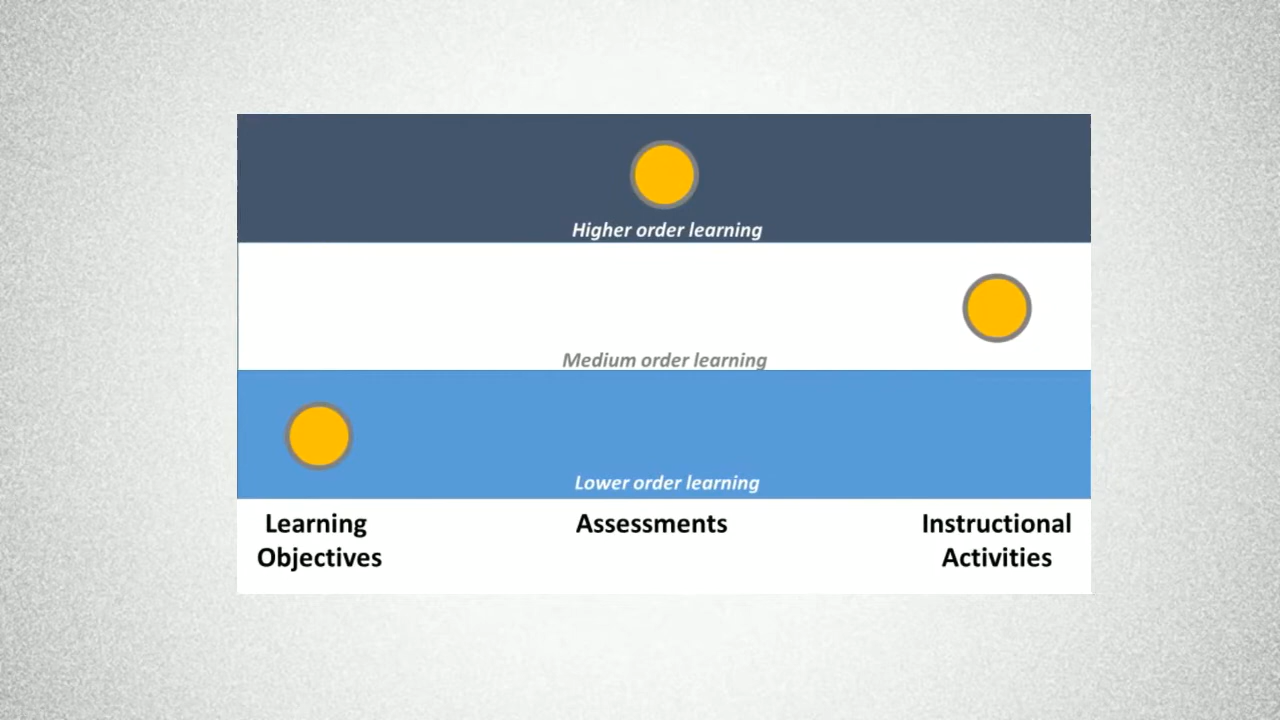 Higher order learning
Medium order learning
Lower order learning
Learning
Objectives
Assessments
Instructional
Activities